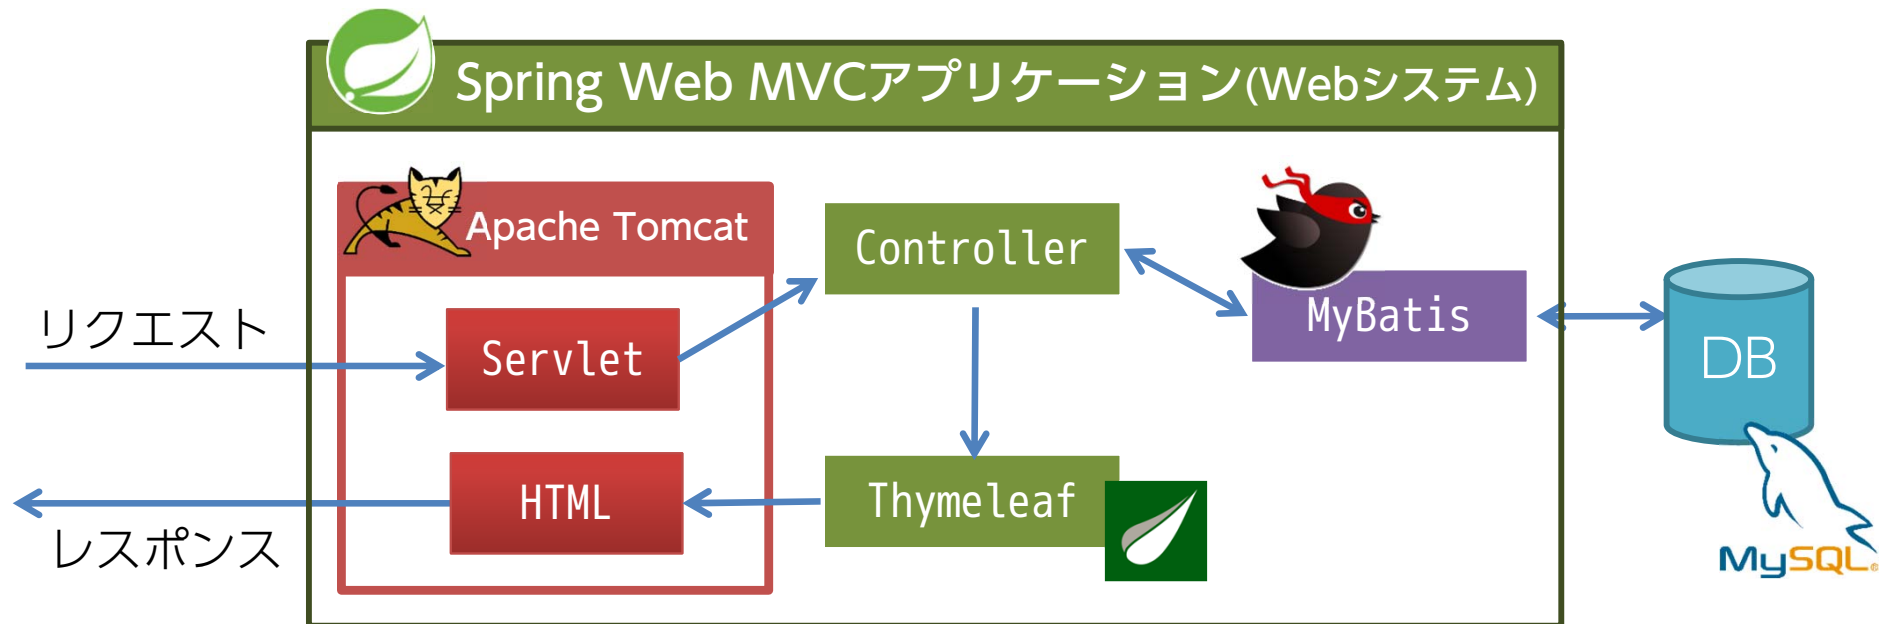 Spring Web MVCアプリケーション(Webシステム)
Apache Tomcat
Controller
MyBatis
リクエスト
Servlet
DB
HTML
Thymeleaf
レスポンス
MySQL®